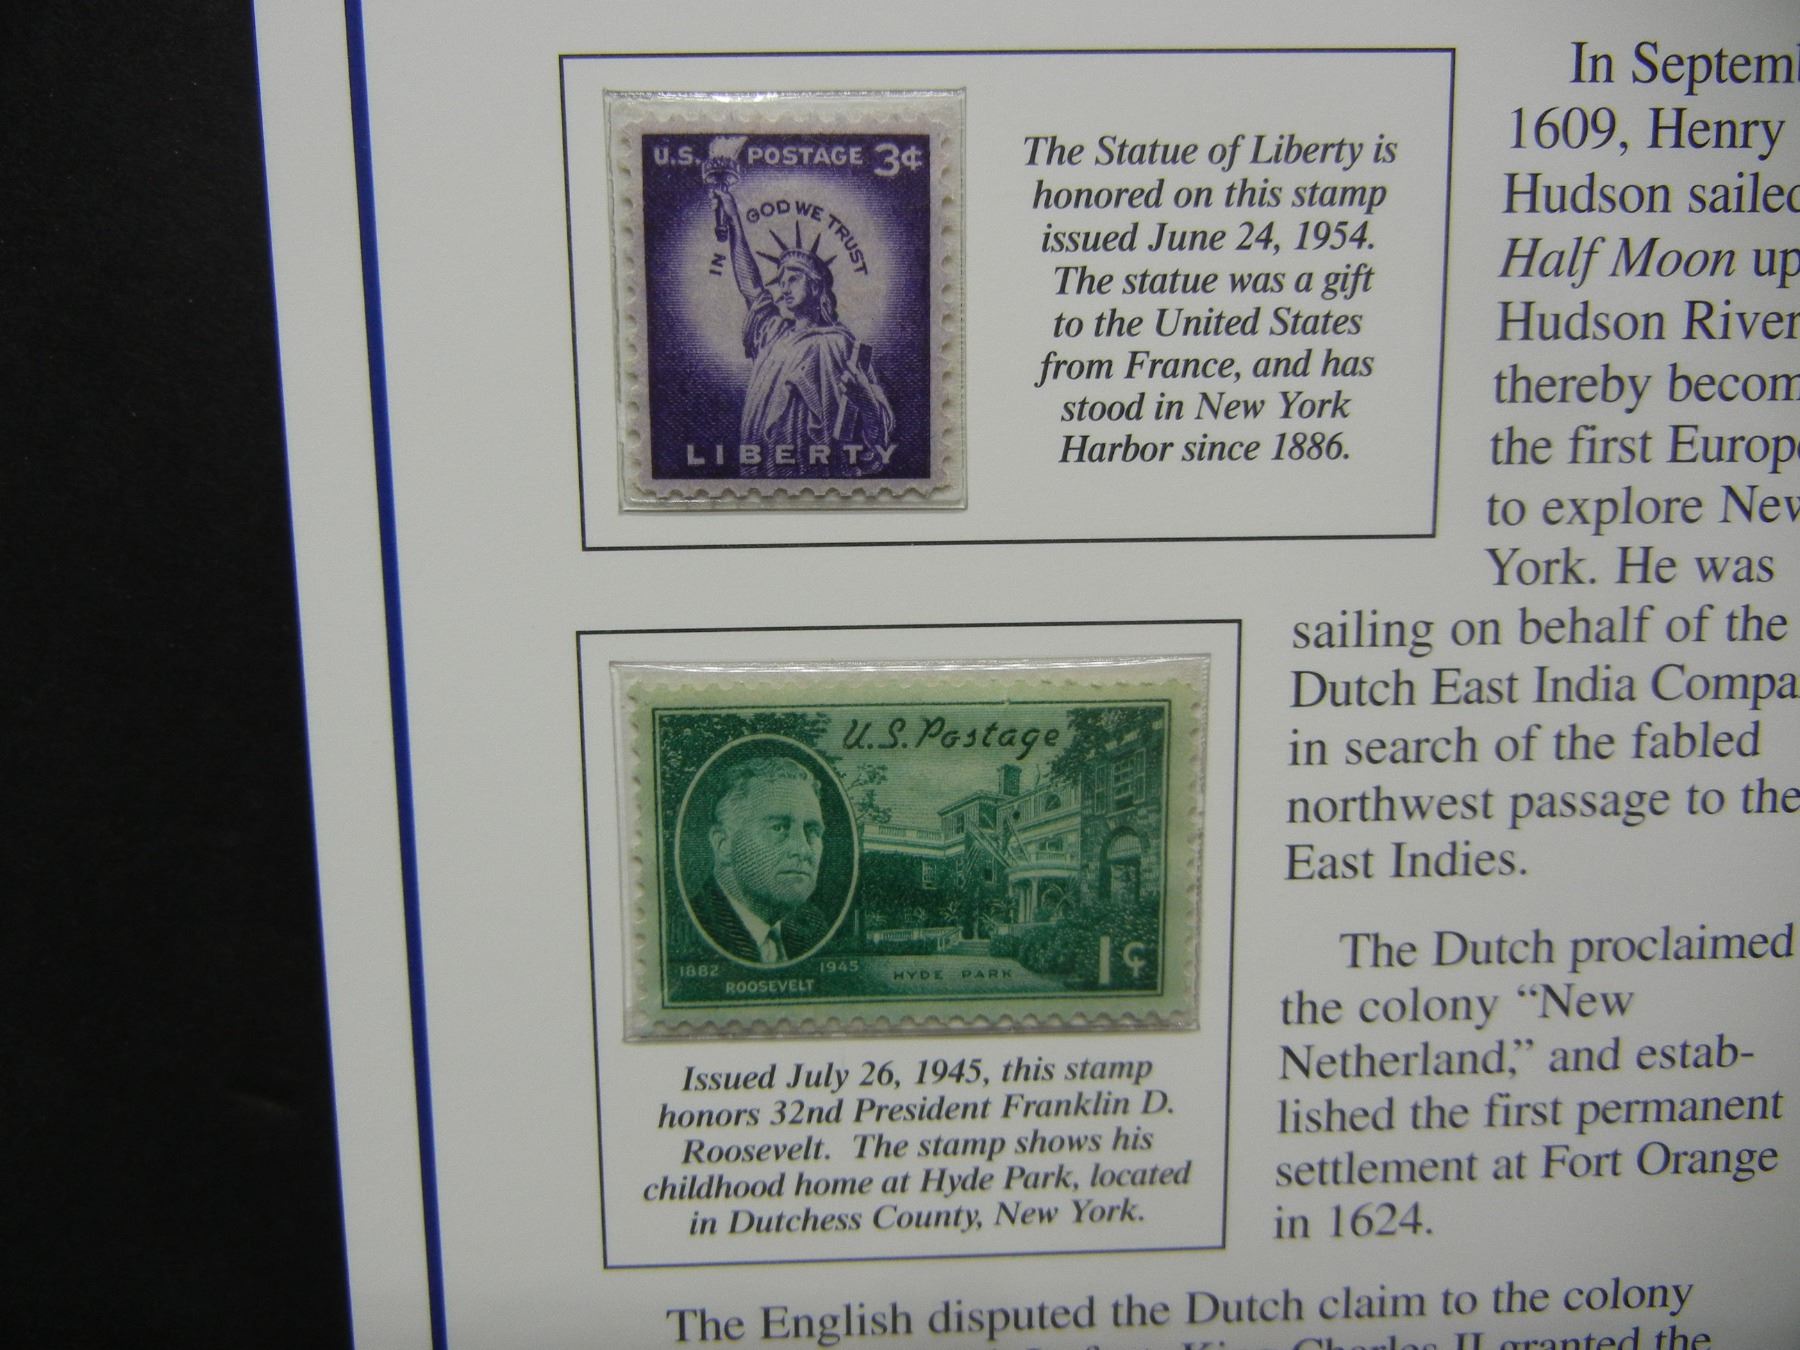 U.S. POSTAGE 3¢
IN GOD WE TRUST
LIBERTY
The Statue of Liberty is
honored on this stamp
issued June 24, 1954.
The statue was a gift
to the United States
from France, and has
stood in New York
Harbor since 1886.
U.S. Postage
1882 1945
ROOSEVELT
HYDE PARK
1¢
Issued July 26, 1945, this stamp
honors 32nd President Franklin D.
Roosevelt. The stamp shows his
childhood home at Hyde Park, located
in Dutchess County, New York.
In Septemb
1609, Henry
Hudson sailed
Half Moon up
Hudson River
thereby becom
the first Europe
to explore New
York. He was
sailing on behalf of the
Dutch East India Compa
in search of the fabled
northwest passage to the
East Indies.
The Dutch proclaimed
the colony “New
Netherland,” and estab-
lished the first permanent
settlement at Fort Orange
in 1624.
The English disputed the Dutch claim to the colony
King Charles II granted the